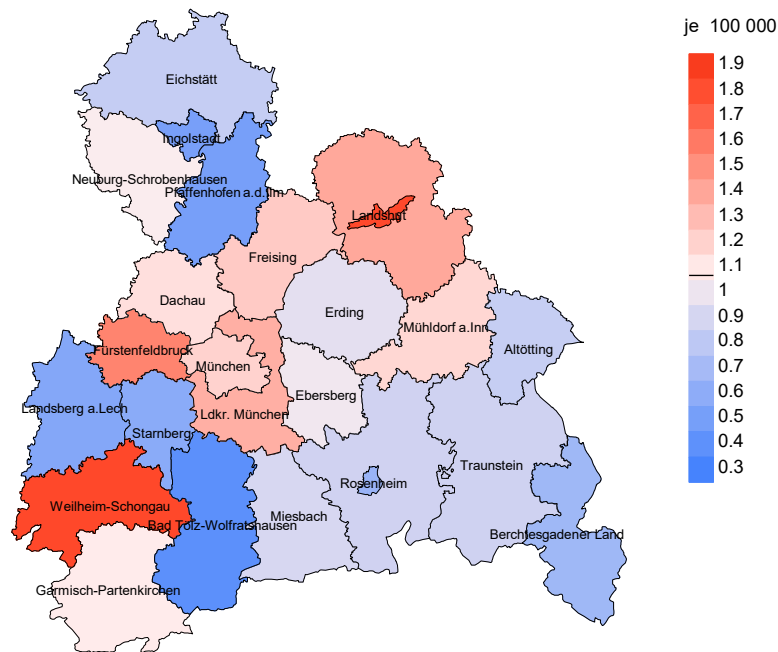 je 100 000
1.9
1.8
1.7
1.6
1.5
1.4
1.3
1.2
1.1
1
0.9
0.8
0.7
0.6
0.5
0.4
0.3
Eichstätt
Ingolstadt
Neuburg-Schrobenhausen
Pfaffenhofen a.d.Ilm
Landshut
Freising
Dachau
Erding
Mühldorf a.Inn
Altötting
Fürstenfeldbruck
München
Ebersberg
Landsberg a.Lech
Ldkr. München
Starnberg
Traunstein
Rosenheim
Weilheim-Schongau
Miesbach
Bad Tölz-Wolfratshausen
Berchtesgadener Land
Garmisch-Partenkirchen